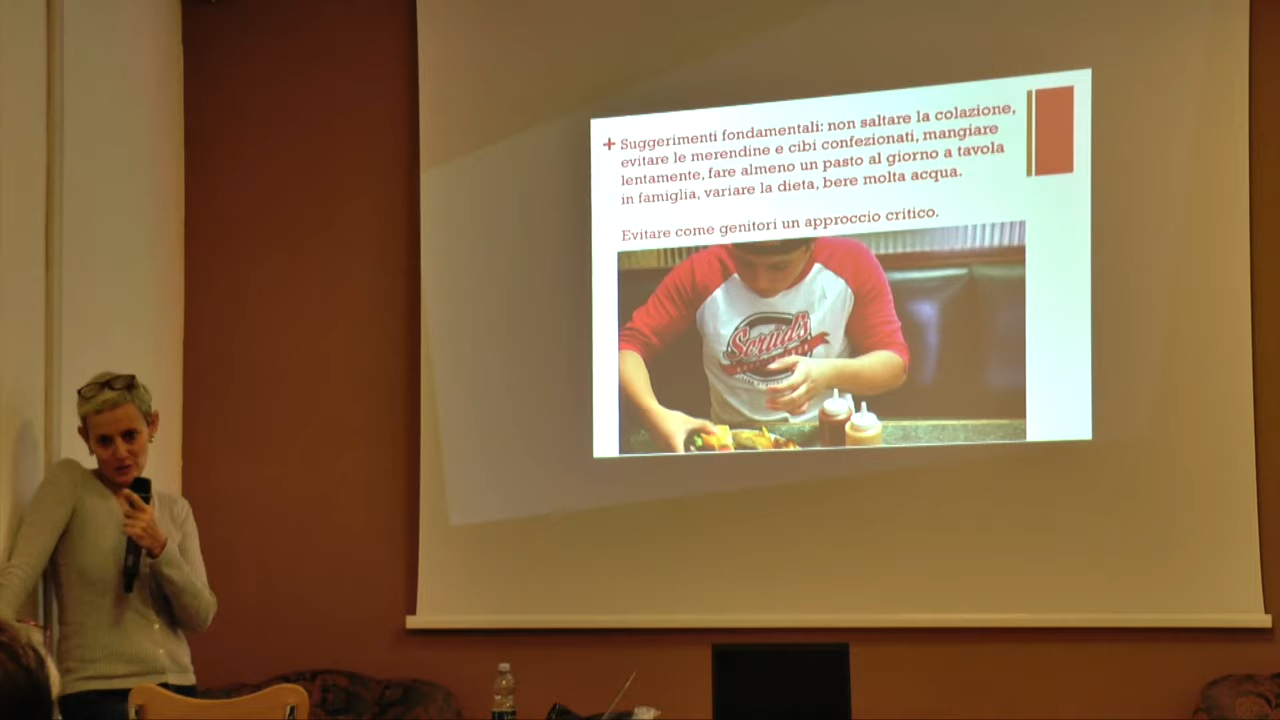 Suggerimenti fondamentali: non saltare la colazione,
evitare le merendine e cibi confezionati, mangiare
lentamente, fare almeno un pasto al giorno a tavola
in famiglia, variare la dieta, bere molta acqua.
Evitare come genitori un approccio critico.